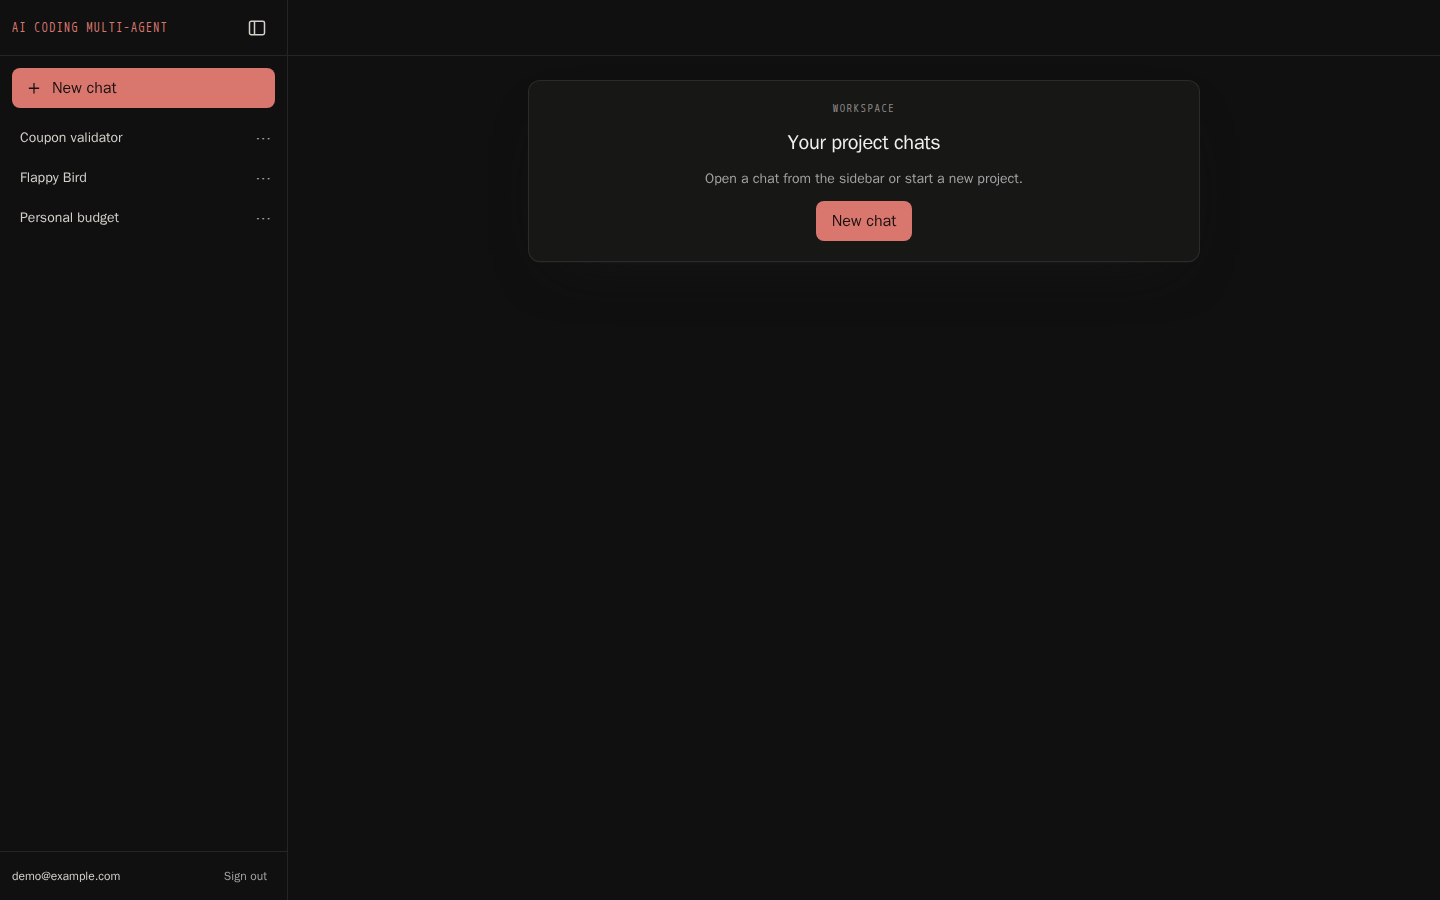 AI CODING MULTI-AGENT
New chat
Coupon validator
Flappy Bird
Personal budget
WORKSPACE
Your project chats
Open a chat from the sidebar or start a new project.
New chat
demo@example.com
Sign out